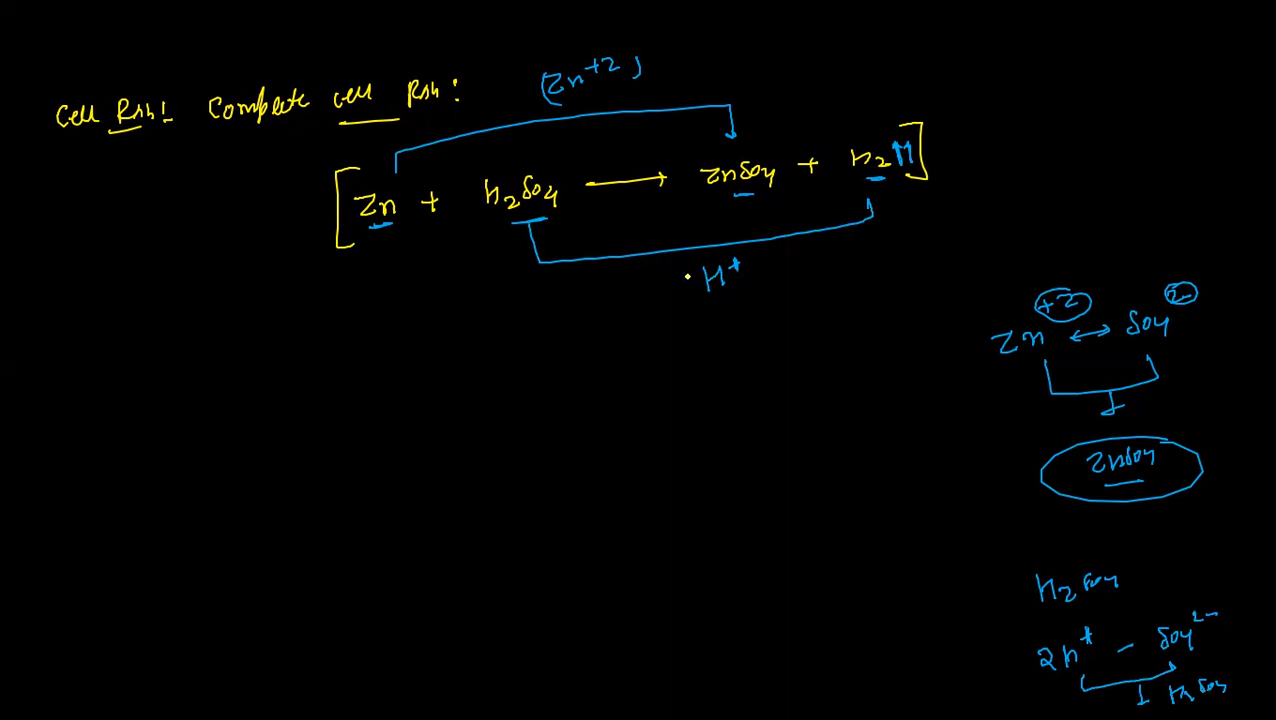 Cell Rxn! Complete cell Rxn:
(Zn+2)
[Zn + H2SO4 → ZnSO4 + H2↑]
H+
Zn+2 ↔ SO4 2-
ZnSO4
H2SO4
2H+ - SO4 2-
H2SO4